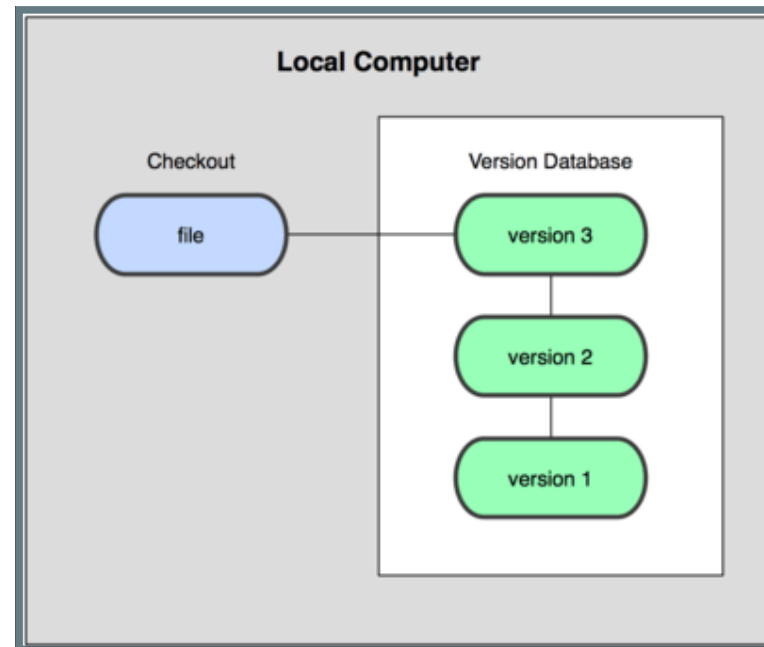 Local Computer
Checkout
file
Version Database
version 3
version 2
version 1